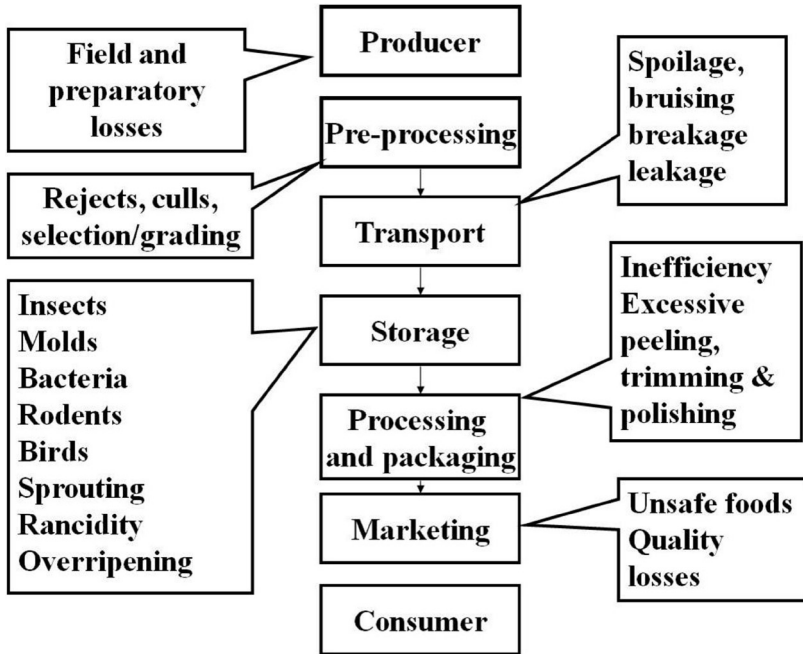 Producer
Field and
preparatory
losses
Pre-processing
Rejects, culls,
selection/grading
Transport
Spoilage,
bruising
breakage
leakage
Storage
Insects
Molds
Bacteria
Rodents
Birds
Sprouting
Rancidity
Overripening
Processing
and packaging
Inefficiency
Excessive
peeling,
trimming &
polishing
Marketing
Unsafe foods
Quality
losses
Consumer